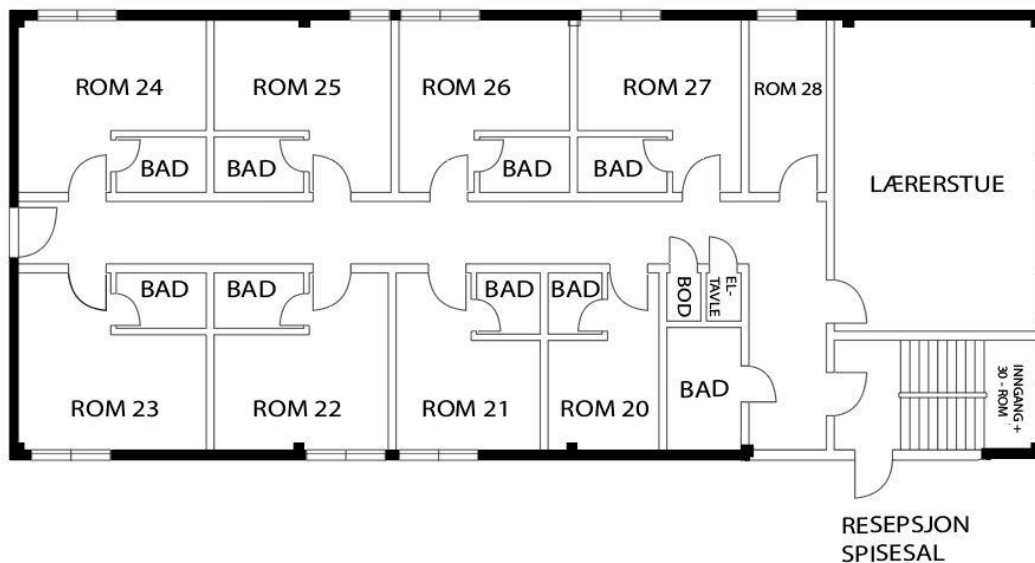 ROM 24
ROM 25
ROM 26
ROM 27
ROM 28
BAD
BAD
BAD
BAD
LÆRERSTUE
BAD
BAD
BAD
BAD
BOD
EL-
TAVLE
ROM 23
ROM 22
ROM 21
ROM 20
BAD
INNGANG +
30 - ROM
RESEPSJON
SPISESAL